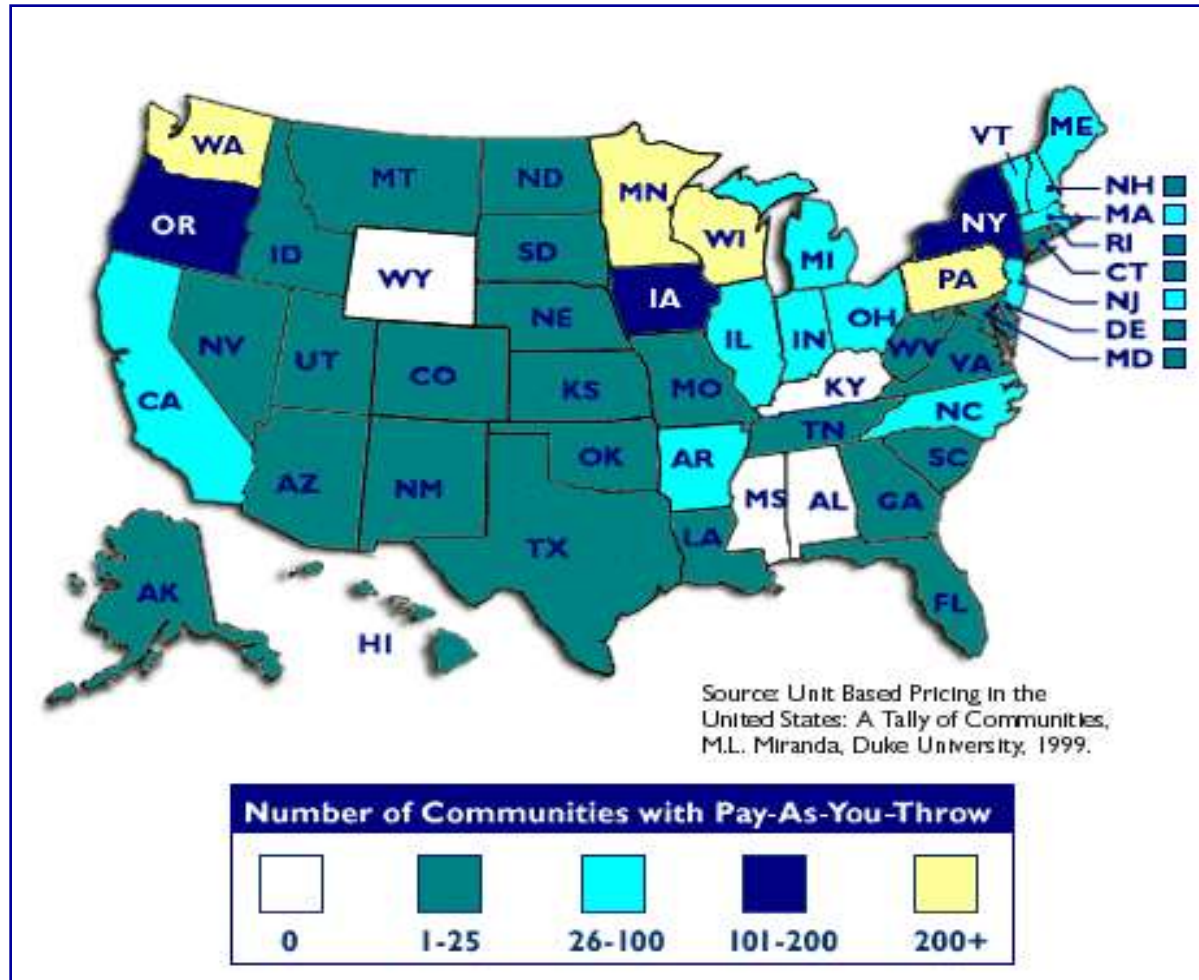 WA
MT
ND
MN
VT
ME
OR
ID
SD
WI
NY
NH
MA
RI
CT
NJ
DE
MD
WY
MI
PA
IA
NE
NV
UT
CO
IL
IN
OH
WV
VA
CA
KS
MO
KY
NC
TN
AZ
NM
OK
AR
SC
MS
AL
GA
TX
LA
AK
HI
FL
Source: Unit Based Pricing in the
United States: A Tally of Communities,
M.L. Miranda, Duke University, 1999.
Number of Communities with Pay-As-You-Throw
0 1-25 26-100 101-200 200+